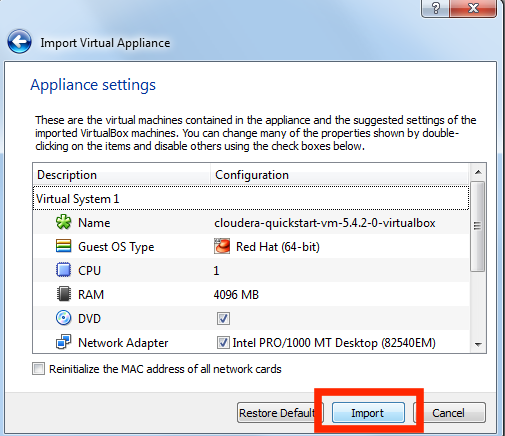 Import Virtual Appliance
Appliance settings
These are the virtual machines contained in the appliance and the suggested settings of the
imported VirtualBox machines. You can change many of the properties shown by double-
clicking on the items and disable others using the check boxes below.
Description Configuration
Virtual System 1
Name cloudera-quickstart-vm-5.4.2-0-virtualbox
Guest OS Type Red Hat (64-bit)
CPU 1
RAM 4096 MB
DVD
Network Adapter Intel PRO/1000 MT Desktop (82540EM)
Reinitialize the MAC address of all network cards
Restore Default Import Cancel